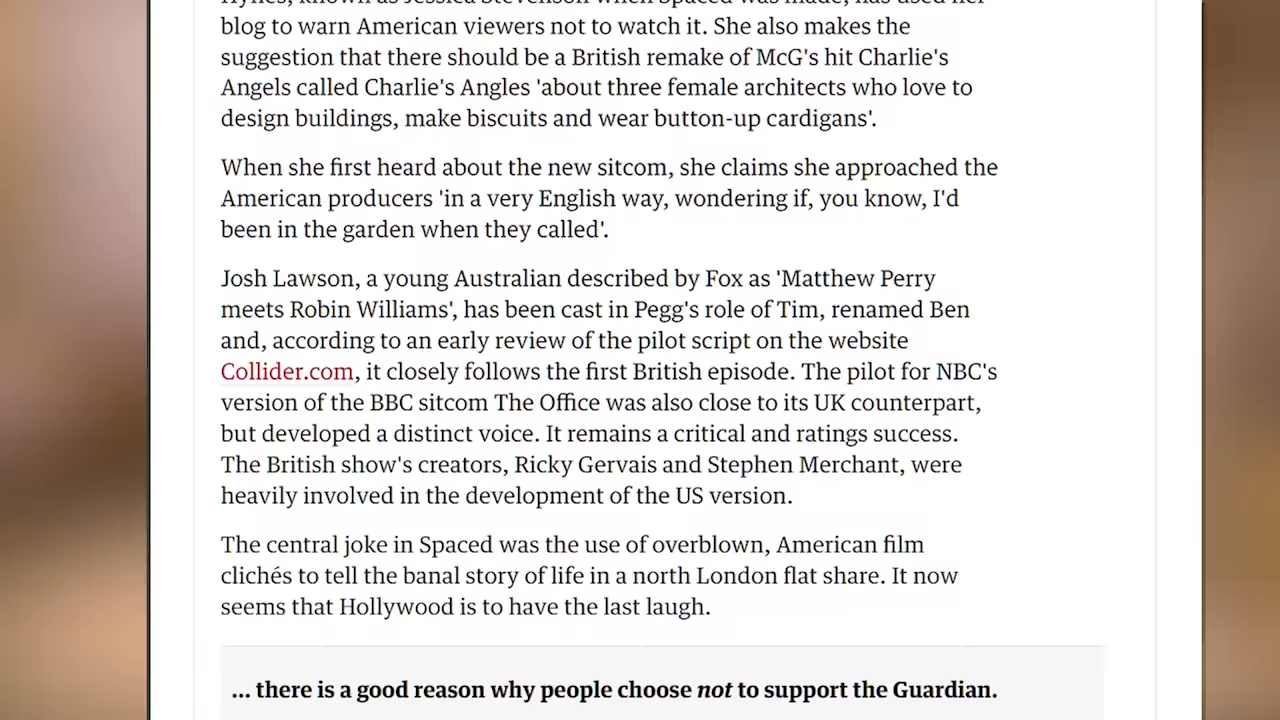 blog to warn American viewers not to watch it. She also makes the
suggestion that there should be a British remake of McG's hit Charlie's
Angels called Charlie's Angles 'about three female architects who love to
design buildings, make biscuits and wear button-up cardigans'.
When she first heard about the new sitcom, she claims she approached the
American producers 'in a very English way, wondering if, you know, I'd
been in the garden when they called'.
Josh Lawson, a young Australian described by Fox as 'Matthew Perry
meets Robin Williams', has been cast in Pegg's role of Tim, renamed Ben
and, according to an early review of the pilot script on the website
Collider.com, it closely follows the first British episode. The pilot for NBC's
version of the BBC sitcom The Office was also close to its UK counterpart,
but developed a distinct voice. It remains a critical and ratings success.
The British show's creators, Ricky Gervais and Stephen Merchant, were
heavily involved in the development of the US version.
The central joke in Spaced was the use of overblown, American film
clichés to tell the banal story of life in a north London flat share. It now
seems that Hollywood is to have the last laugh.
... there is a good reason why people choose not to support the Guardian.